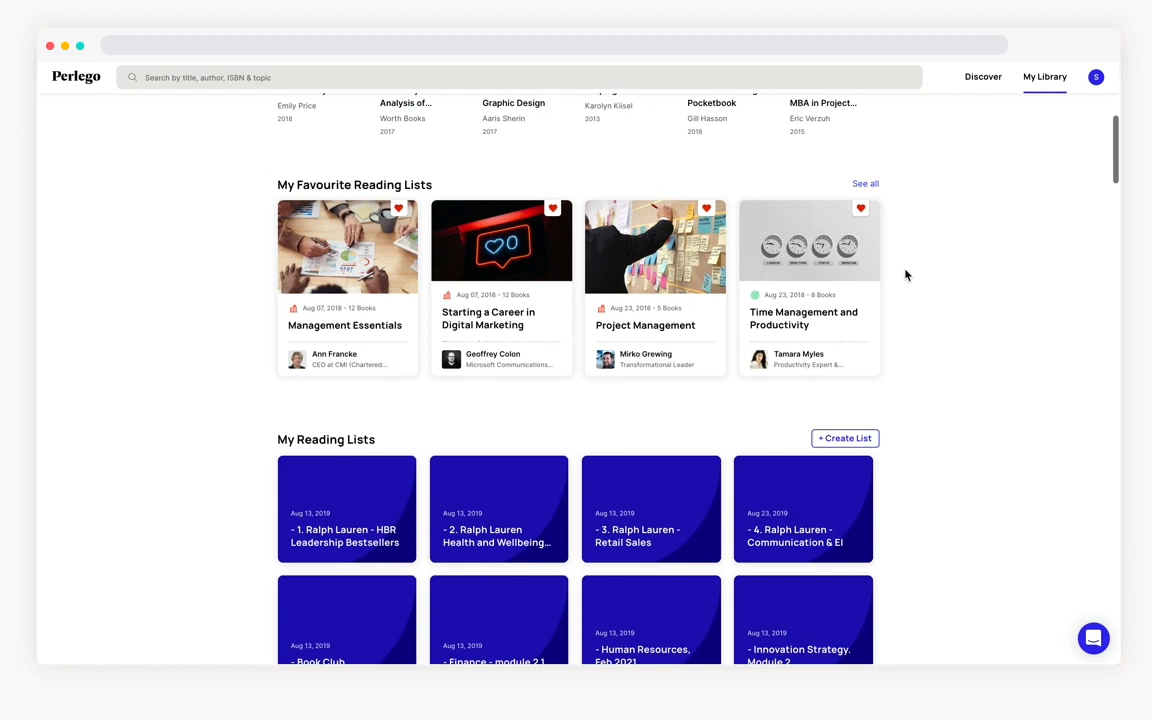 Perlego
Search by title, author, ISBN & topic
Discover
My Library
S
Emily Price
2018
Analysis of...
Worth Books
2017
Graphic Design
Aaris Sherin
2017
Karolyn Kiisel
2013
Pocketbook
Gill Hasson
2018
MBA in Project...
Eric Verzuh
2015
My Favourite Reading Lists
See all
Aug 07, 2018 - 12 Books
Management Essentials
Ann Francke
CEO at CMI (Chartered...
Aug 07, 2018 - 12 Books
Starting a Career in
Digital Marketing
Geoffrey Colon
Microsoft Communications...
Aug 23, 2018 - 5 Books
Project Management
Mirko Grewing
Transformational Leader
LONDON
NEW YORK
TOKYO
Aug 23, 2018 - 8 Books
Time Management and
Productivity
Tamara Myles
Productivity Expert &...
My Reading Lists
+ Create List
Aug 13, 2019
- 1. Ralph Lauren - HBR
Leadership Bestsellers
Aug 13, 2019
- 2. Ralph Lauren
Health and Wellbeing...
Aug 13, 2019
- 3. Ralph Lauren -
Retail Sales
Aug 23, 2019
- 4. Ralph Lauren -
Communication & EI
Aug 13, 2019
- Book Club
Aug 13, 2019
- Finance - module 2.1
Aug 13, 2019
- Human Resources,
Feb 2021
Aug 13, 2019
- Innovation Strategy.
Module 2